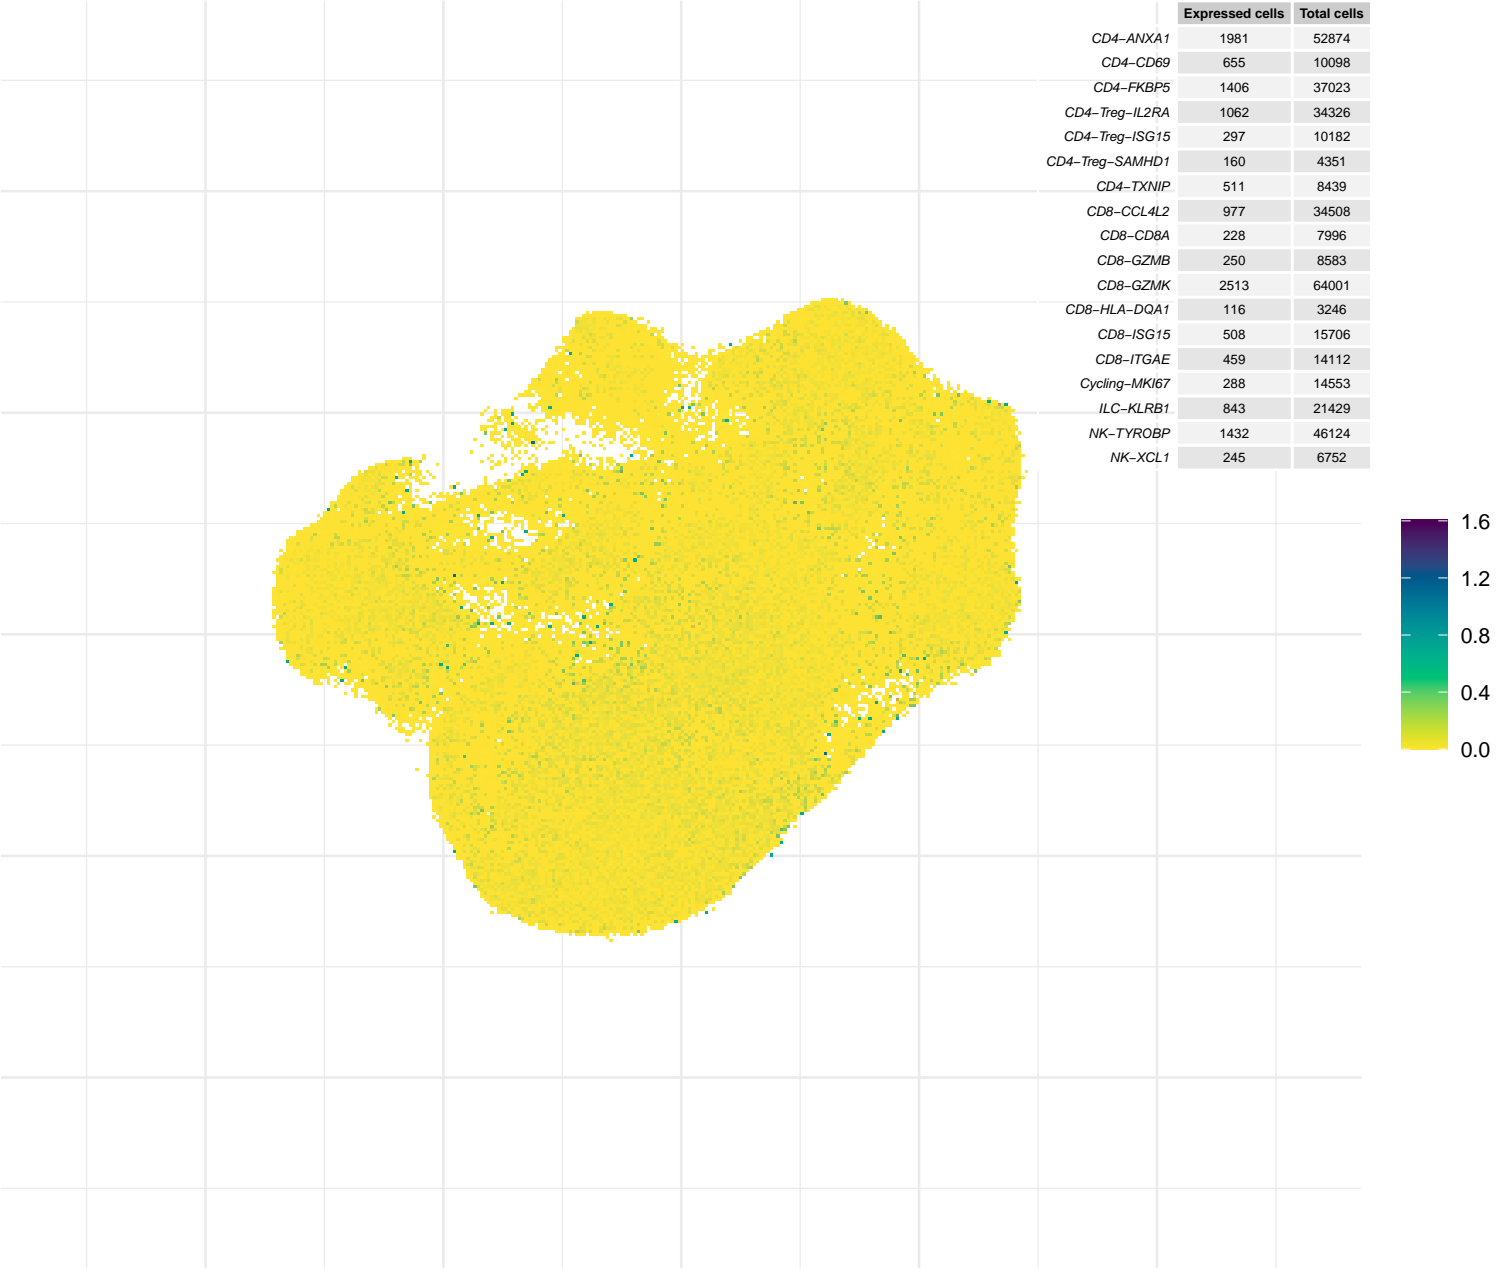 Expressed cells Total cells
CD4−ANXA1 1981 52874
CD4−CD69 655 10098
CD4−FKBP5 1406 37023
CD4−Treg−IL2RA 1062 34326
CD4−Treg−ISG15 297 10182
CD4−Treg−SAMHD1 160 4351
CD4−TXNIP 511 8439
CD8−CCL4L2 977 34508
CD8−CD8A 228 7996
CD8−GZMB 250 8583
CD8−GZMK 2513 64001
CD8−HLA−DQA1 116 3246
CD8−ISG15 508 15706
CD8−ITGAE 459 14112
Cycling−MKI67 288 14553
ILC−KLRB1 843 21429
NK−TYROBP 1432 46124
NK−XCL1 245 6752
1.6
1.2
0.8
0.4
0.0